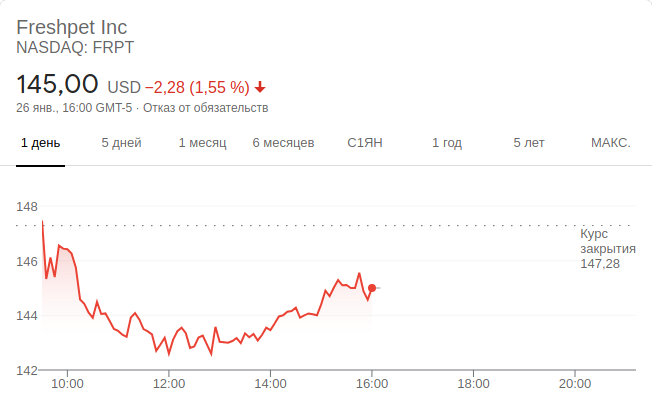 Freshpet Inc
NASDAQ: FRPT
145,00 USD −2,28 (1,55 %)
26 янв., 16:00 GMT-5 · Отказ от обязательств
1 день 5 дней 1 месяц 6 месяцев С1ЯН 1 год 5 лет МАКС.
148
Курс
закрытия
147,28
146
144
142
10:00 12:00 14:00 16:00 18:00 20:00